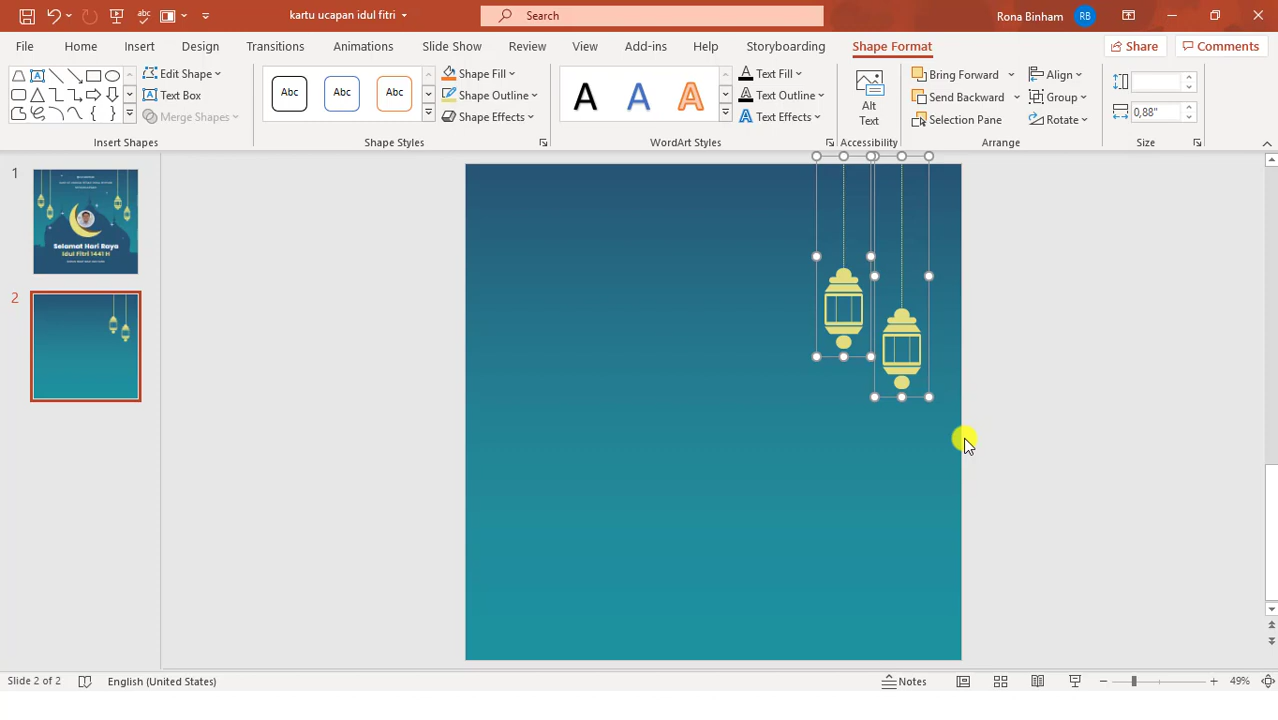 kartu ucapan idul fitri
Search
Rona Binham RB
File Home Insert Design Transitions Animations Slide Show Review View Add-ins Help Storyboarding Shape Format Share Comments
Edit Shape
Text Box
Merge Shapes
Insert Shapes
Abc Abc Abc
Shape Fill
Shape Outline
Shape Effects
Shape Styles
A A A
Text Fill
Text Outline
Text Effects
WordArt Styles
Alt
Text
Accessibility
Bring Forward
Send Backward
Selection Pane
Align
Group
Rotate
Arrange
0,88"
Size
1
Selamat Hari Raya
Idul Fitri 1441 H
2
Slide 2 of 2 English (United States) Notes 49%